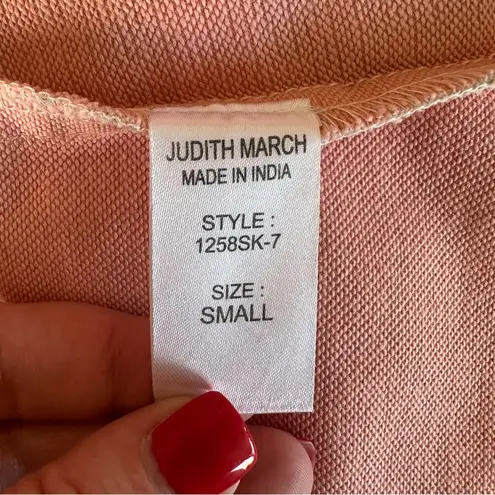 JUDITH MARCH
MADE IN INDIA
STYLE :
1258SK-7
SIZE :
SMALL